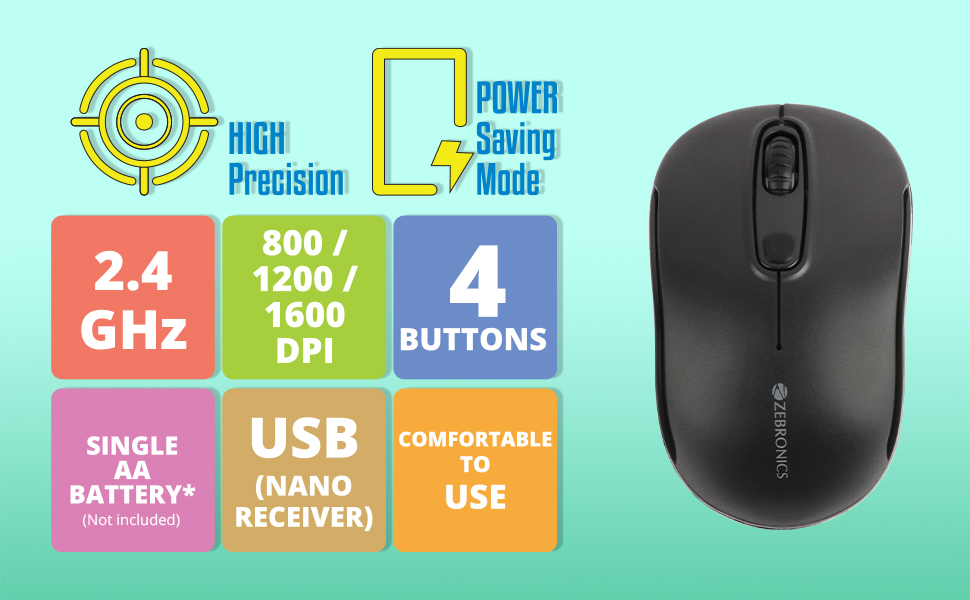 HIGH
Precision
POWER
Saving
Mode
2.4
GHz
800 /
1200 /
1600
DPI
4
BUTTONS
SINGLE
AA
BATTERY*
(Not included)
USB
(NANO
RECEIVER)
COMFORTABLE
TO
USE
ZEBRONICS